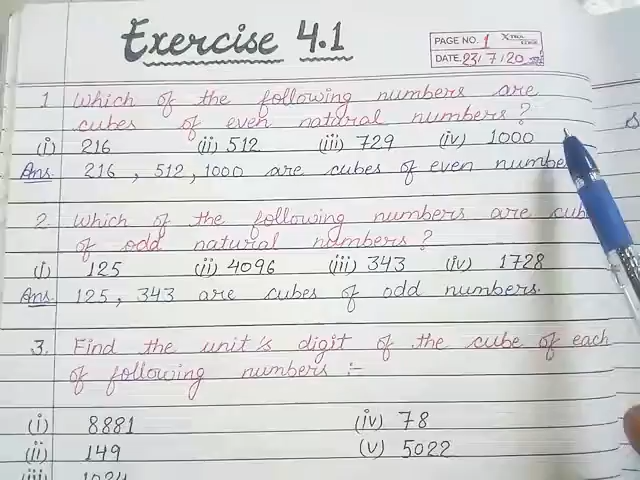 Exercise 4.1
PAGE NO. 1
DATE 23/7/20
1 Which of the following numbers are
cubes of even natural numbers?
(i) 216 (ii) 512 (iii) 729 (iv) 1000
Ans. 216, 512, 1000 are cubes of even numbe
2. Which of the following numbers are cub
of odd natural numbers?
(i) 125 (ii) 4096 (iii) 343 (iv) 1728
Ans. 125, 343 are cubes of odd numbers.
3. Find the unit's digit of the cube of each
of following numbers :-
(i) 8881 (iv) 78
(ii) 149 (v) 5022
(iii) 1024